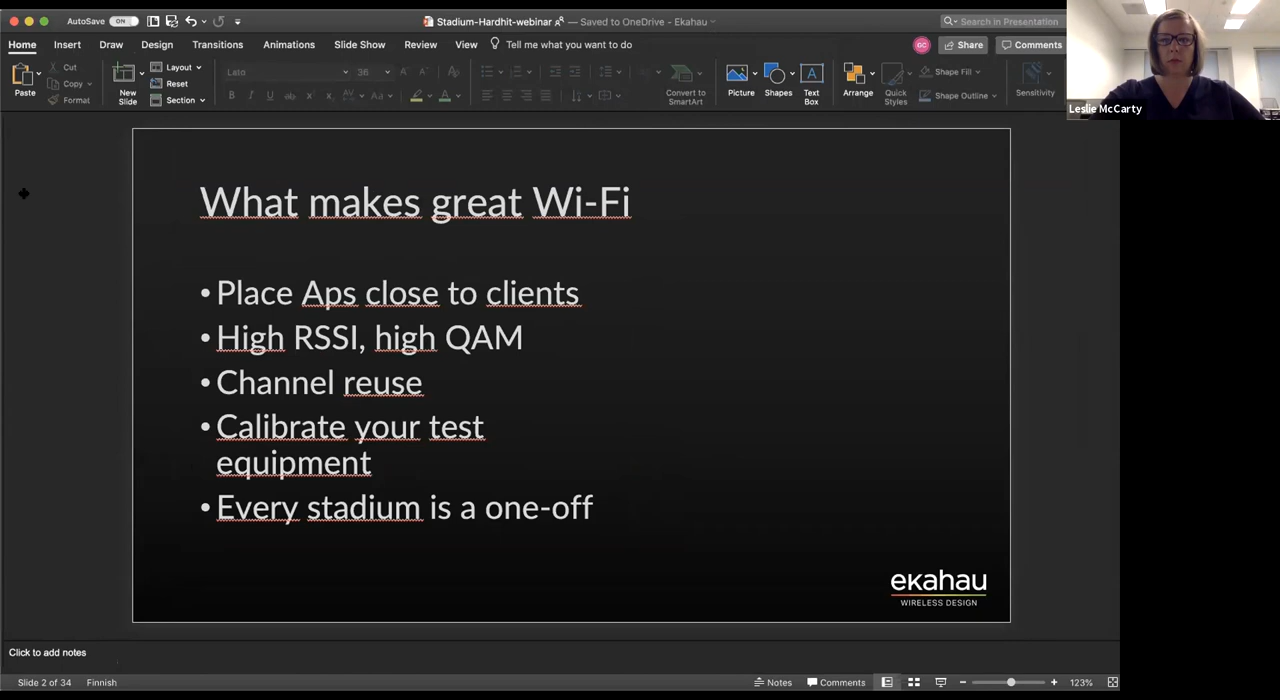 AutoSave ON
Stadium-Hardhit-webinar — Saved to OneDrive - Ekahau
Search in Presentation
Home Insert Draw Design Transitions Animations Slide Show Review View Tell me what you want to do
GC Share Comments
Paste
Cut
Copy
Format
New Slide
Layout
Reset
Section
Lato 36
Convert to SmartArt
Picture
Shapes
Text Box
Arrange
Quick Styles
Shape Fill
Shape Outline
Sensitivity
Leslie McCarty
What makes great Wi-Fi
• Place Aps close to clients
• High RSSI, high QAM
• Channel reuse
• Calibrate your test
equipment
• Every stadium is a one-off
ekahau
WIRELESS DESIGN
Click to add notes
Slide 2 of 34 Finnish
Notes Comments 123%